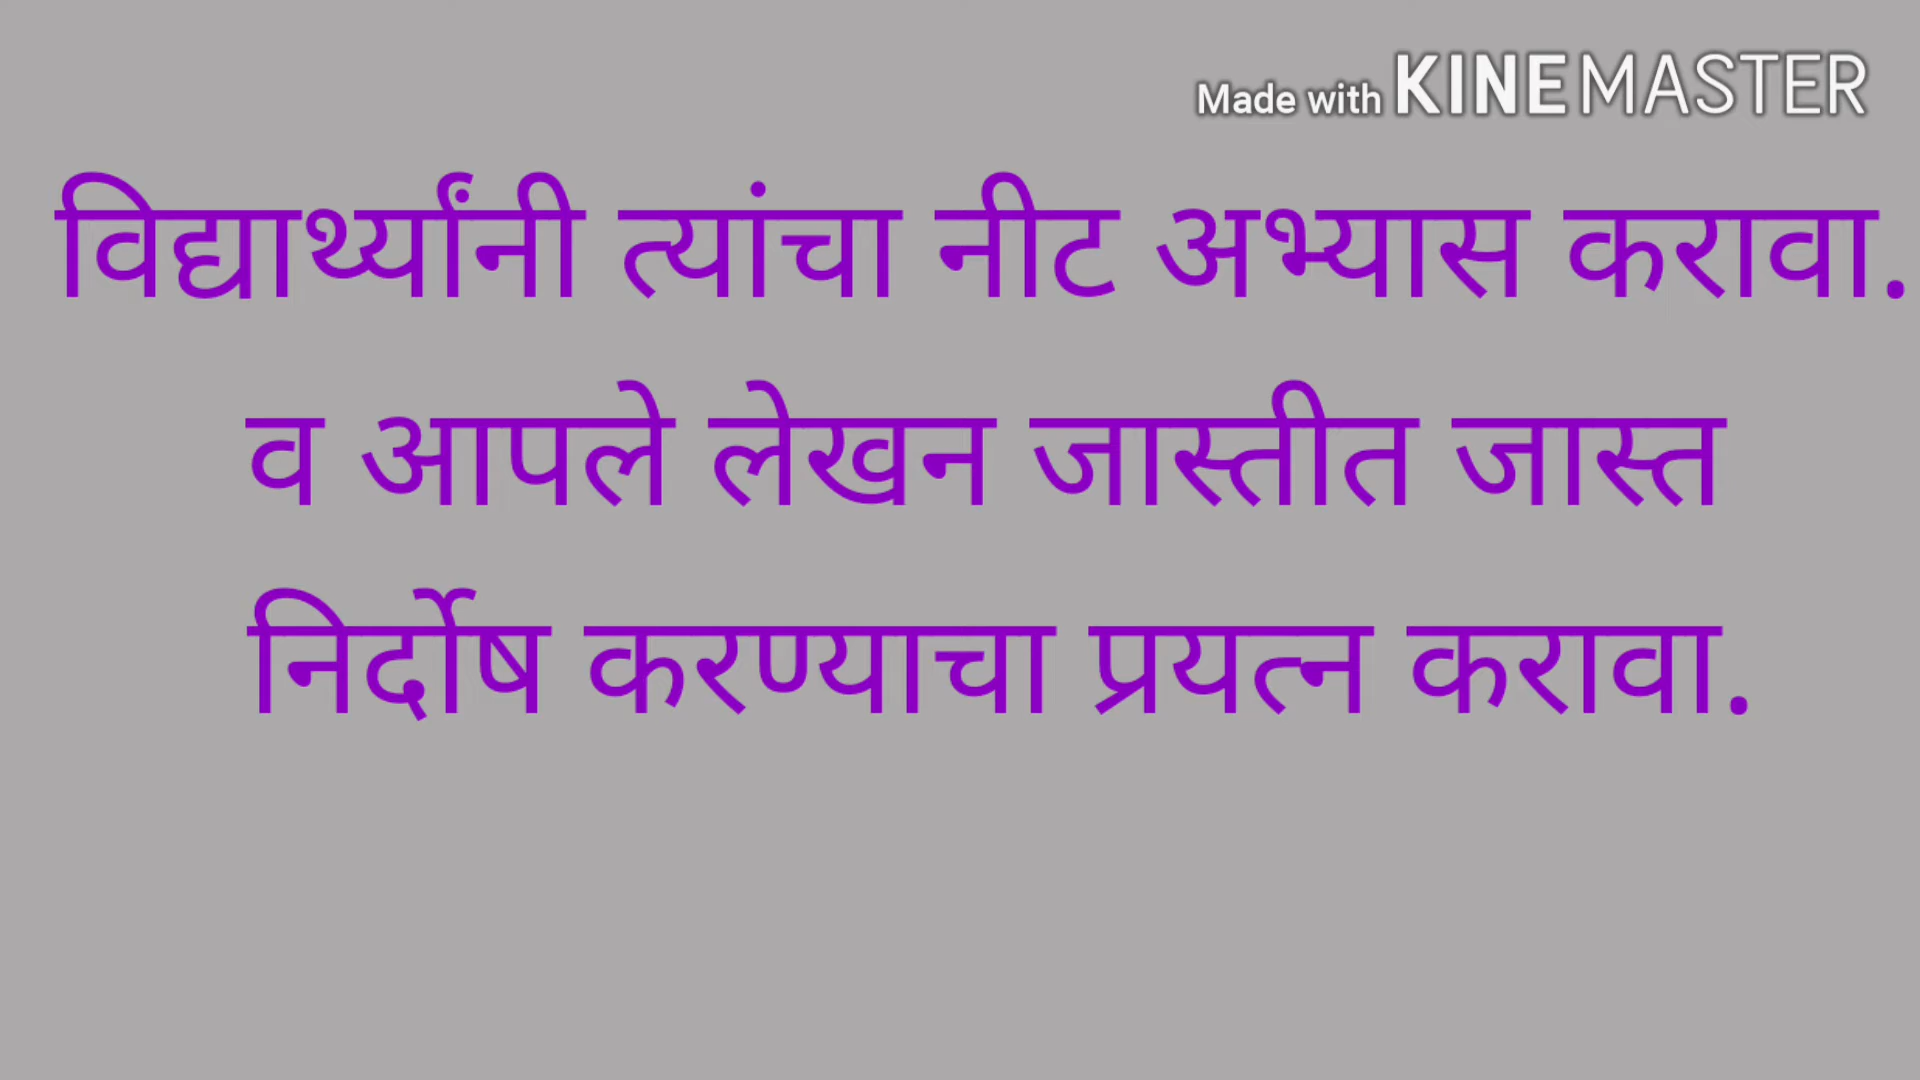 Made with KINEMASTER
विद्यार्थ्यांनी त्यांचा नीट अभ्यास करावा.
व आपले लेखन जास्तीत जास्त
निर्दोष करण्याचा प्रयत्न करावा.